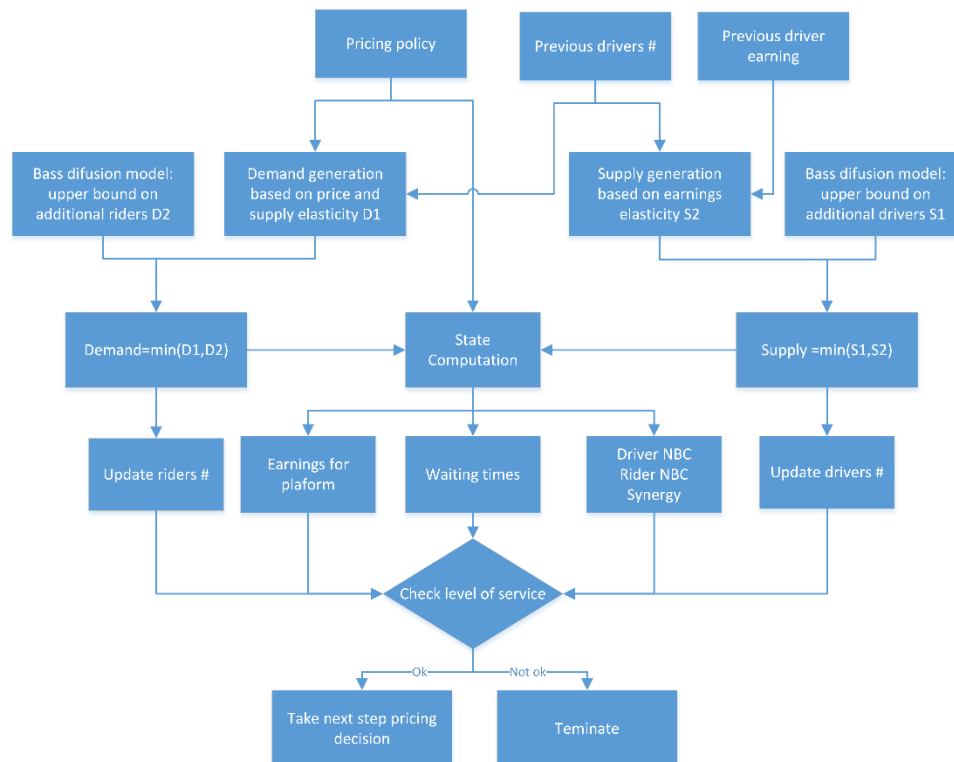 Pricing policy
Previous drivers #
Previous driver
earning
Bass difusion model:
upper bound on
additional riders D2
Demand generation
based on price and
supply elasticity D1
Supply generation
based on earnings
elasticity S2
Bass difusion model:
upper bound on
additional drivers S1
Demand=min(D1,D2)
State
Computation
Supply =min(S1,S2)
Update riders #
Earnings for
plaform
Waiting times
Driver NBC
Rider NBC
Synergy
Update drivers #
Check level of service
Ok
Not ok
Take next step pricing
decision
Teminate